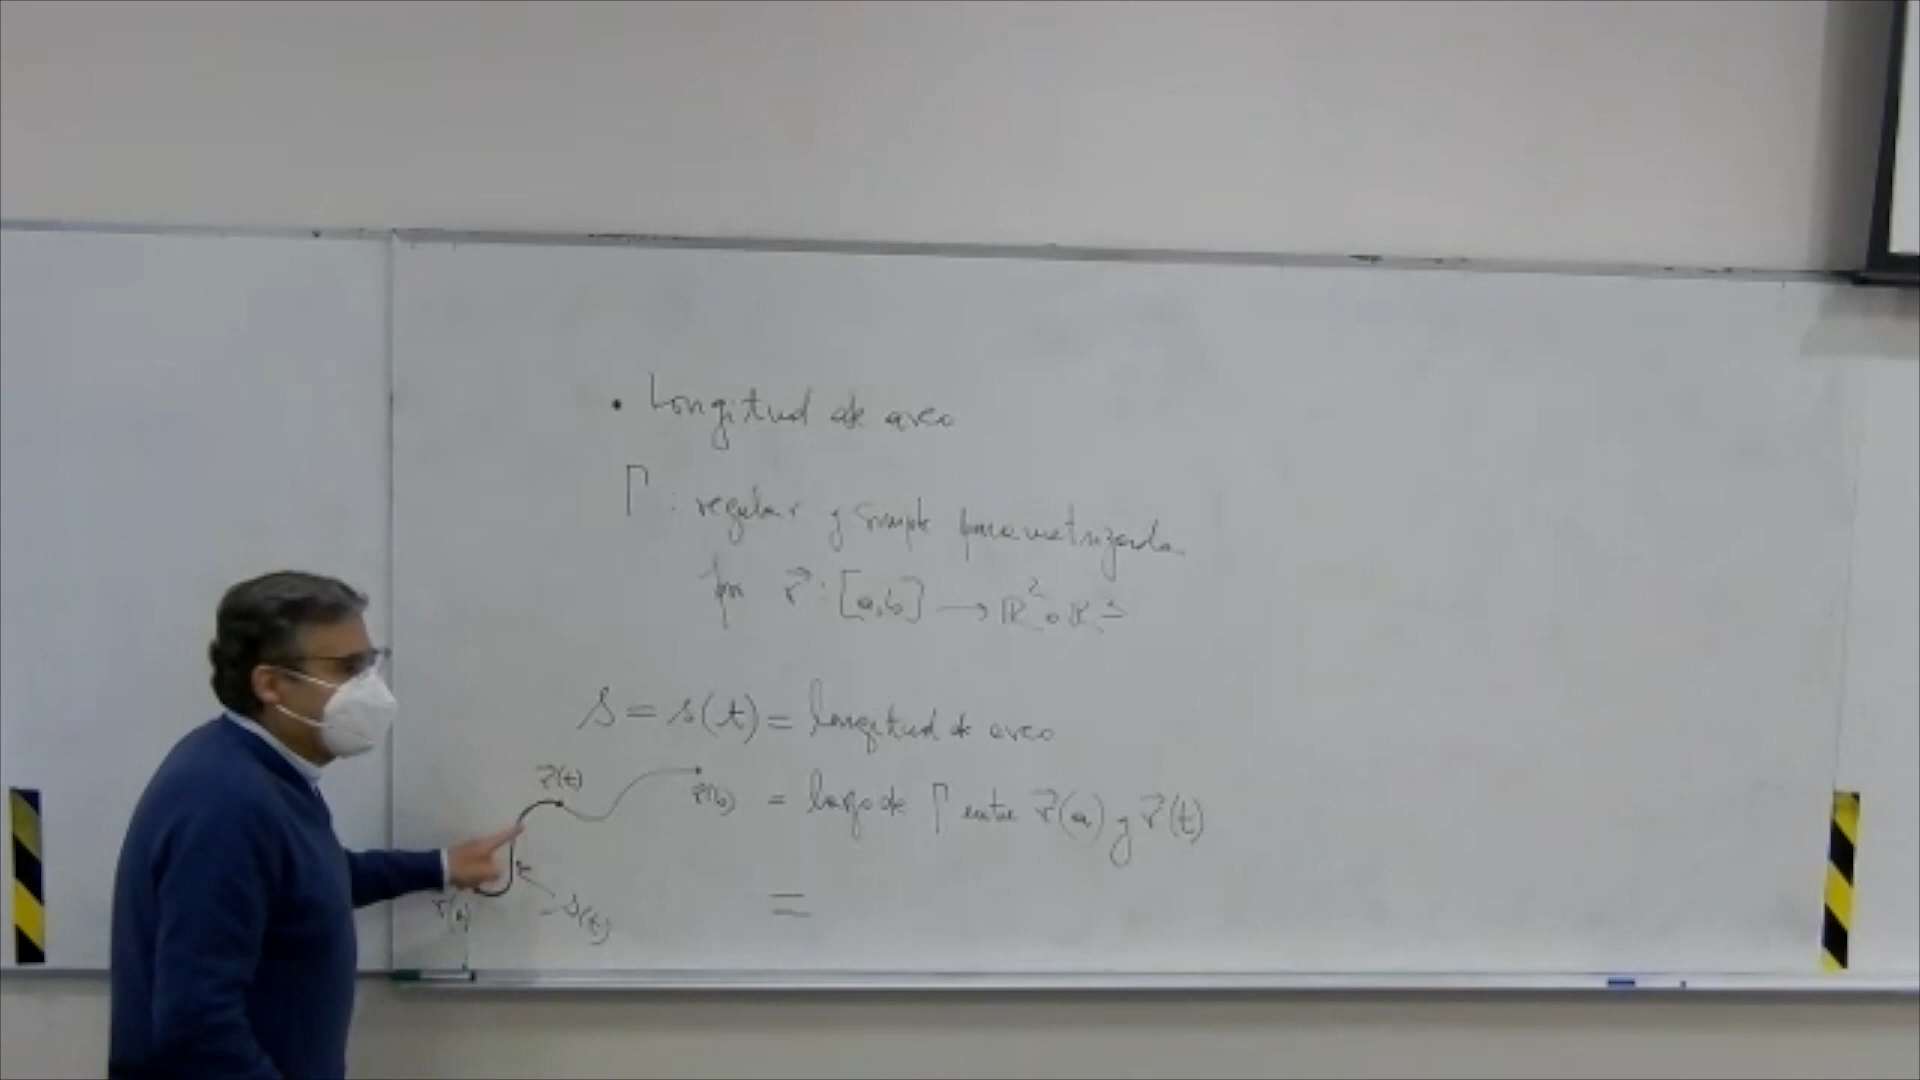 • Longitud de arco
Γ : regular y simple parametrizada
por r⃗ : [a,b] → ℝ² o ℝ³
s = s(t) = longitud de arco
r⃗(t)
r⃗(b) = largo de Γ entre r⃗(a) y r⃗(t)
r⃗(a)
s(t)
=